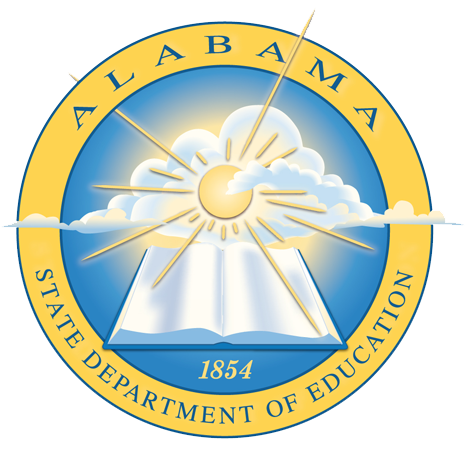 ALABAMA
1854
STATE DEPARTMENT OF EDUCATION